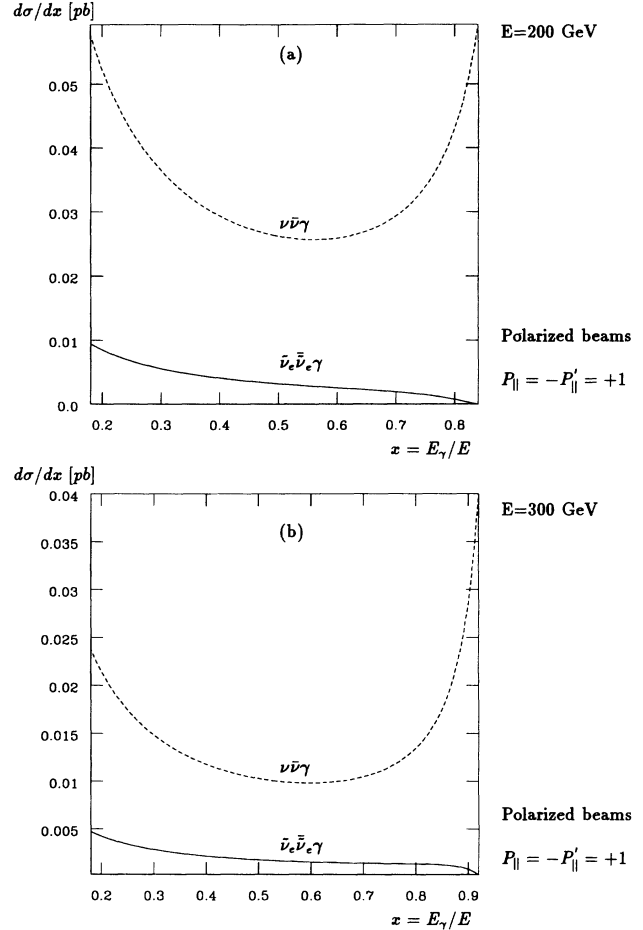 dσ/dx [pb]
E=200 GeV
(a)
0.05
0.04
0.03
νν̄γ
0.02
0.01
Polarized beams
ν̃ₑν̃̄ₑγ
P∥ = −P′∥ = +1
0.0
0.2 0.3 0.4 0.5 0.6 0.7 0.8
x = Eγ/E
dσ/dx [pb]
0.04
E=300 GeV
(b)
0.035
0.03
0.025
0.02
0.015
νν̄γ
0.01
Polarized beams
0.005
ν̃ₑν̃̄ₑγ
P∥ = −P′∥ = +1
0.2 0.3 0.4 0.5 0.6 0.7 0.8 0.9
x = Eγ/E